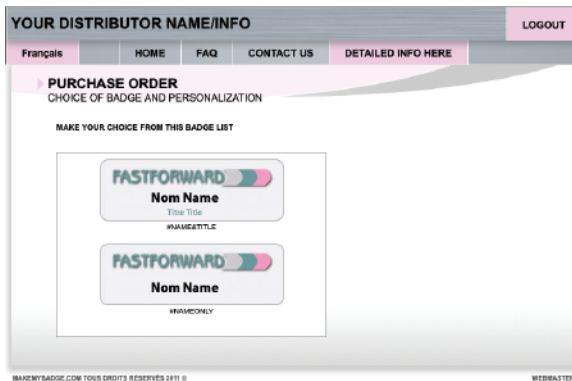 YOUR DISTRIBUTOR NAME/INFO
LOGOUT
Français HOME FAQ CONTACT US DETAILED INFO HERE
PURCHASE ORDER
CHOICE OF BADGE AND PERSONALIZATION
MAKE YOUR CHOICE FROM THIS BADGE LIST
FASTFORWARD
Nom Name
Titre Title
#NAME&TITLE
FASTFORWARD
Nom Name
#NAMEONLY
MAKEMYBADGE.COM TOUS DROITS RÉSERVÉS 2011 © WEBMASTER